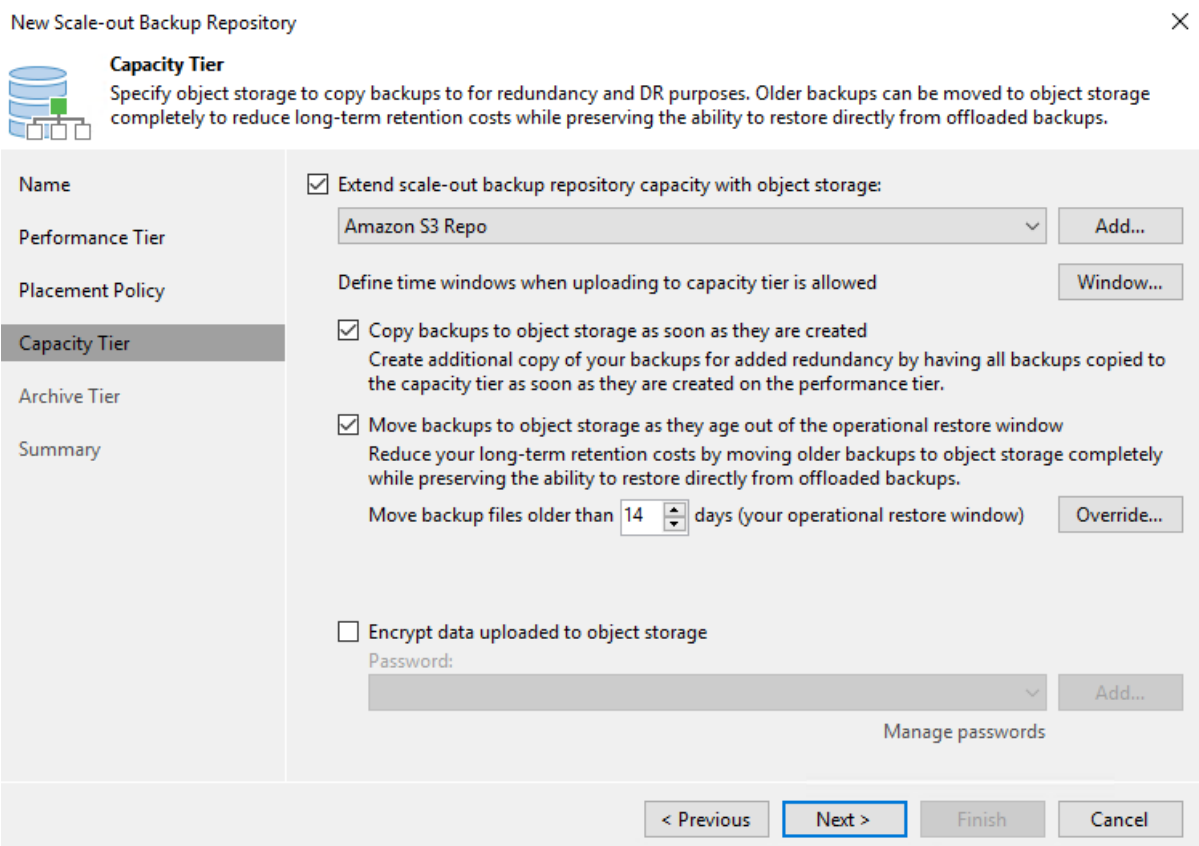 New Scale-out Backup Repository
Capacity Tier
Specify object storage to copy backups to for redundancy and DR purposes. Older backups can be moved to object storage
completely to reduce long-term retention costs while preserving the ability to restore directly from offloaded backups.
Name
Performance Tier
Placement Policy
Capacity Tier
Archive Tier
Summary
Extend scale-out backup repository capacity with object storage:
Amazon S3 Repo
Add...
Define time windows when uploading to capacity tier is allowed
Window...
Copy backups to object storage as soon as they are created
Create additional copy of your backups for added redundancy by having all backups copied to
the capacity tier as soon as they are created on the performance tier.
Move backups to object storage as they age out of the operational restore window
Reduce your long-term retention costs by moving older backups to object storage completely
while preserving the ability to restore directly from offloaded backups.
Move backup files older than 14 days (your operational restore window)
Override...
Encrypt data uploaded to object storage
Password:
Add...
Manage passwords
< Previous
Next >
Finish
Cancel